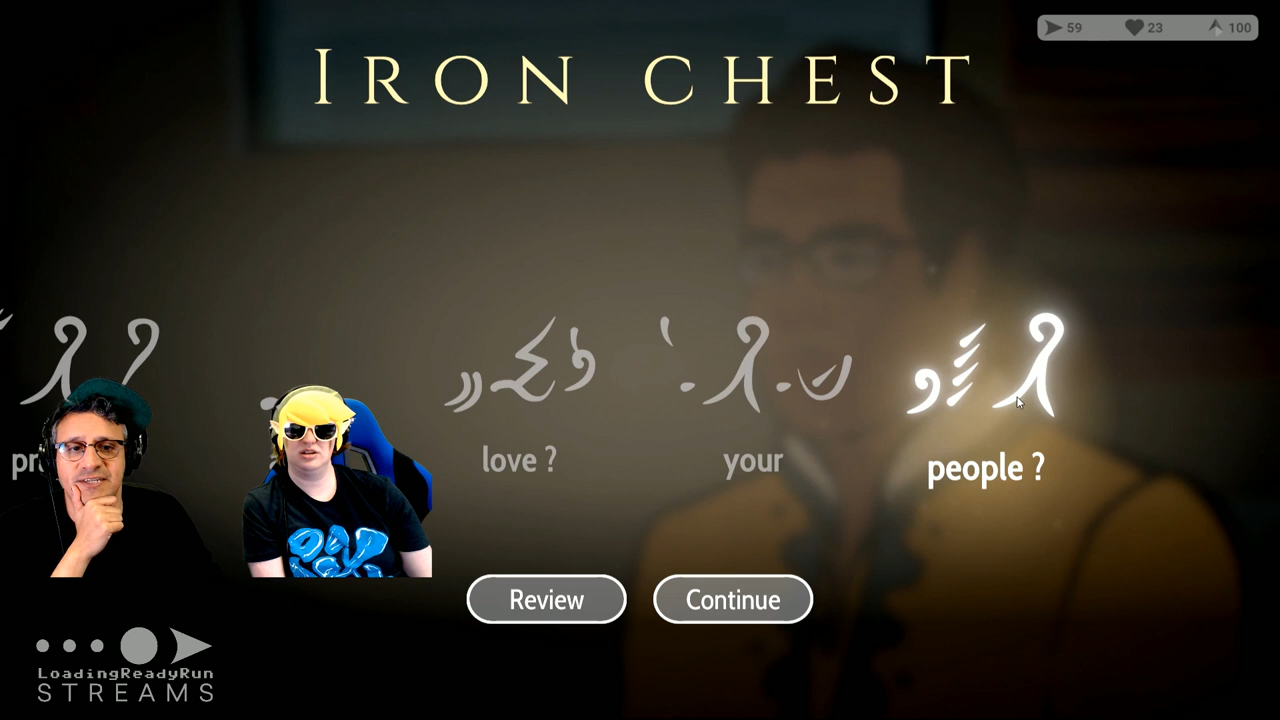 59 23 100
IRON CHEST
love ? your people ?
Review Continue
LoadingReadyRun
STREAMS